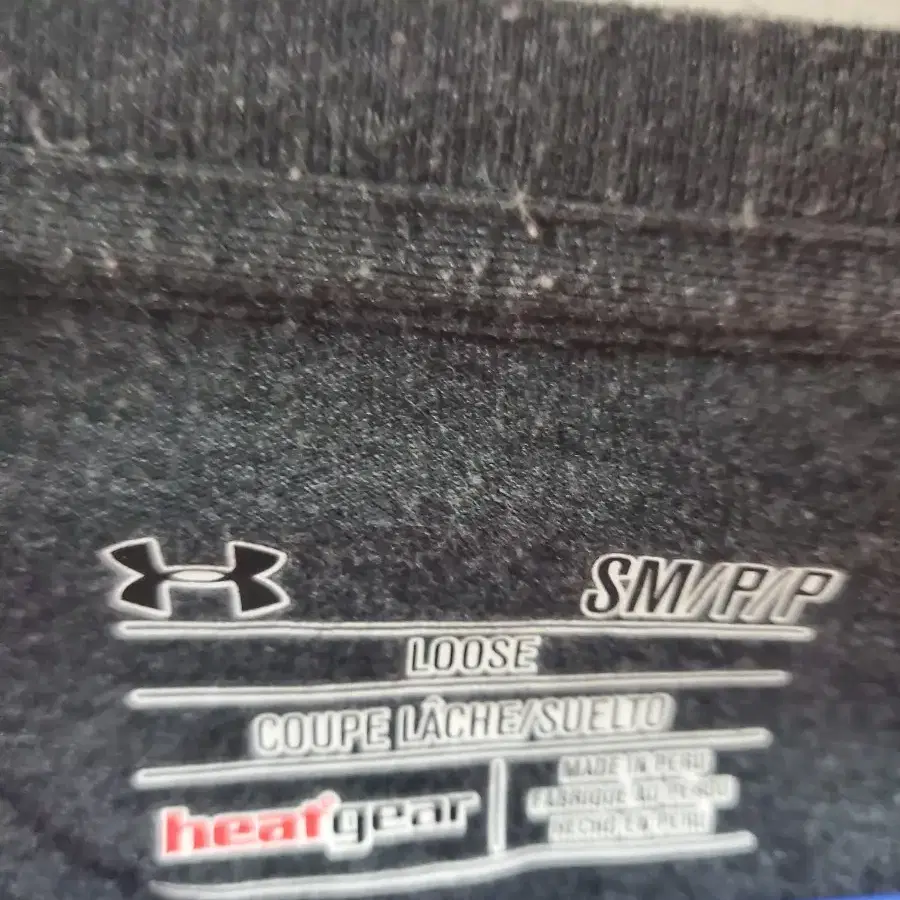 SM/P/P
LOOSE
COUPE LÂCHE/SUELTO
heatgear
MADE IN PERU
FABRIQUÉ AU PÉROU
HECHO EN PERU